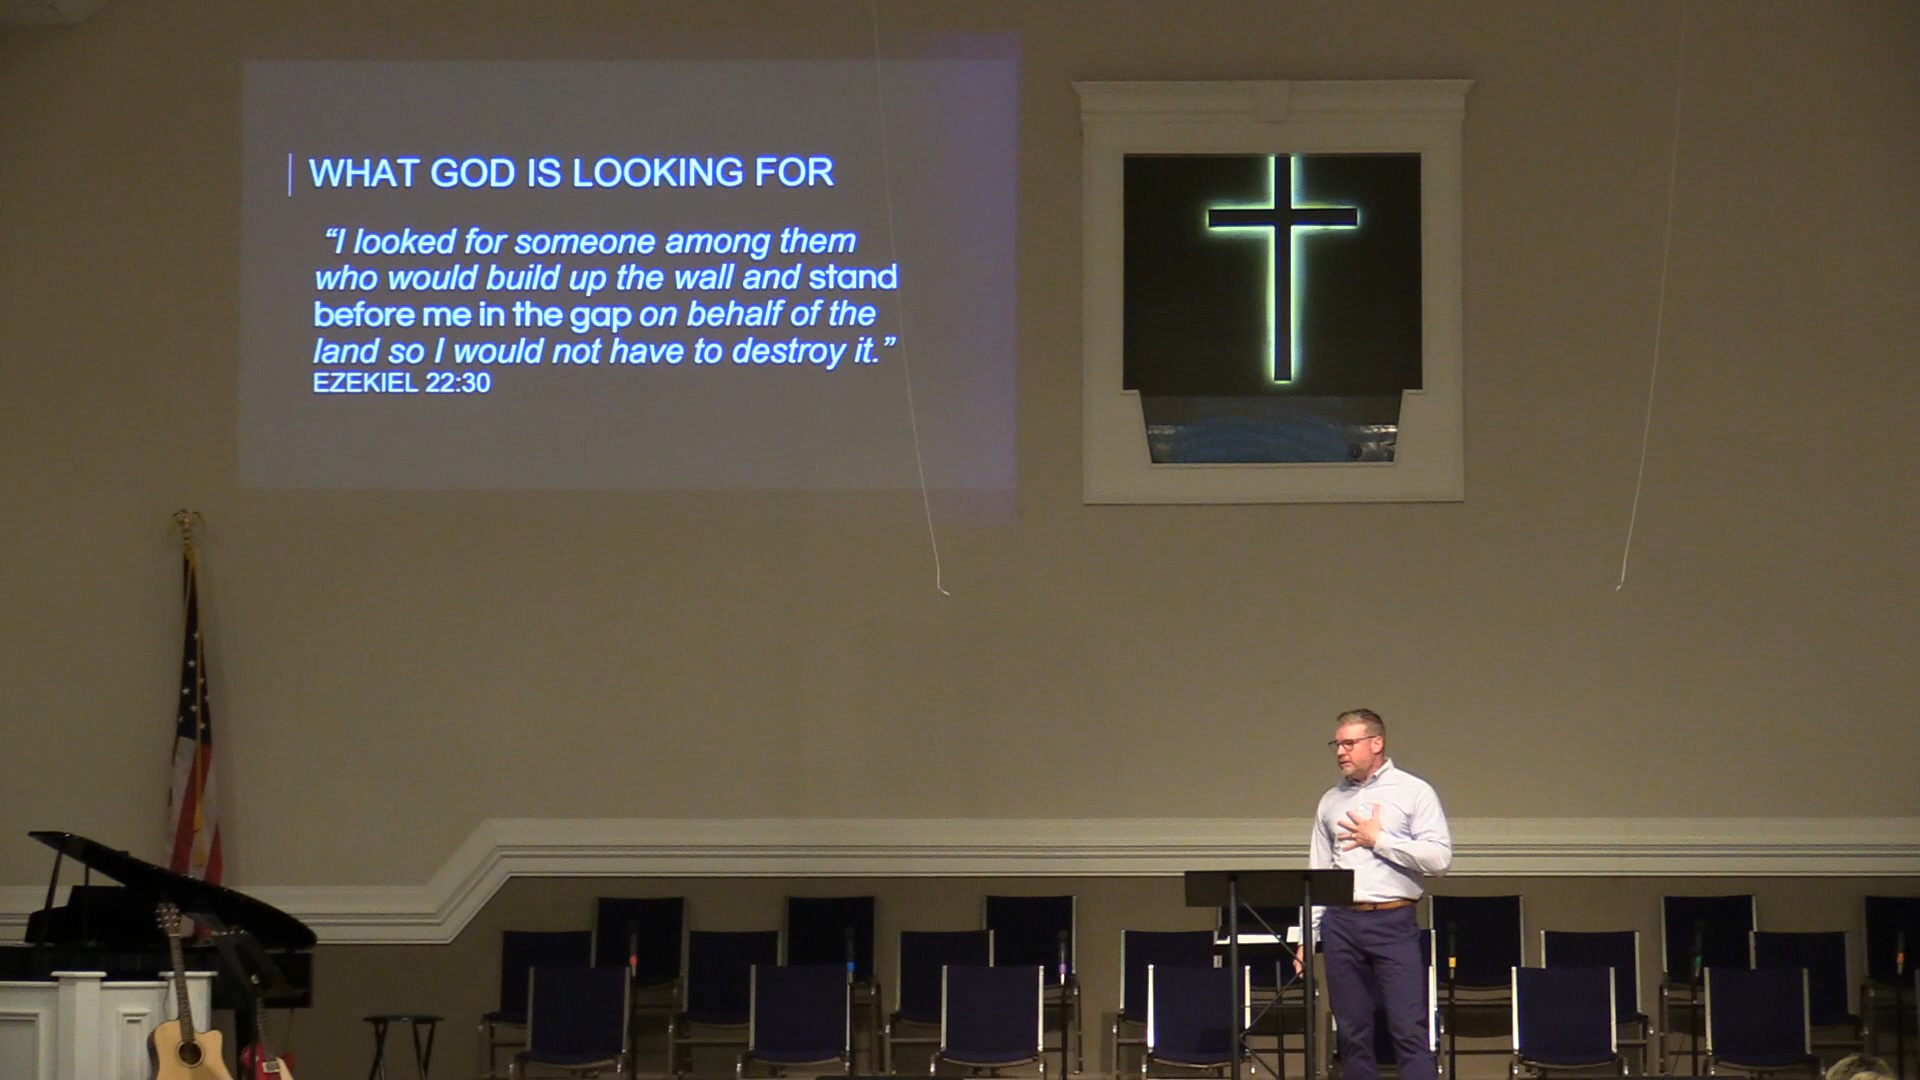 WHAT GOD IS LOOKING FOR
“I looked for someone among them
who would build up the wall and stand
before me in the gap on behalf of the
land so I would not have to destroy it.”
EZEKIEL 22:30